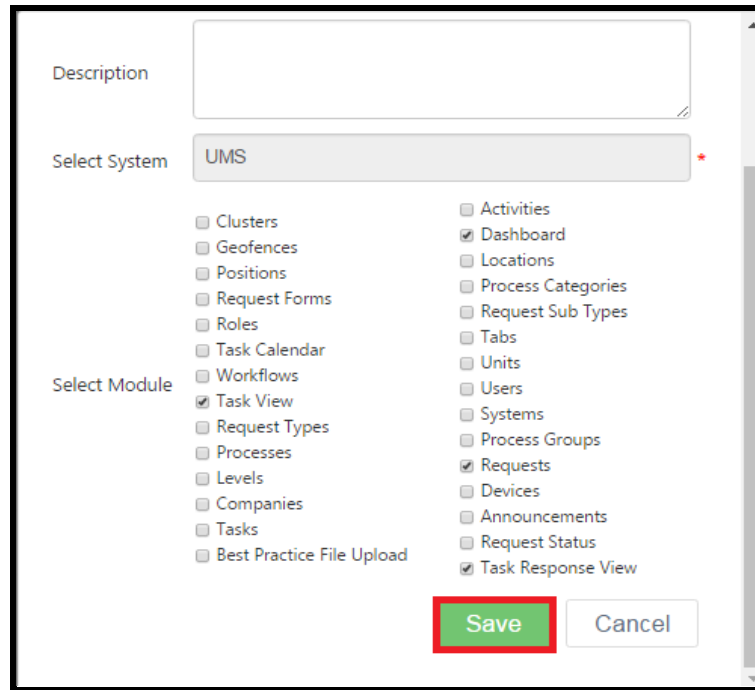 Description
Select System
UMS
*
Select Module
Clusters
Geofences
Positions
Request Forms
Roles
Task Calendar
Workflows
Task View
Request Types
Processes
Levels
Companies
Tasks
Best Practice File Upload
Activities
Dashboard
Locations
Process Categories
Request Sub Types
Tabs
Units
Users
Systems
Process Groups
Requests
Devices
Announcements
Request Status
Task Response View
Save
Cancel